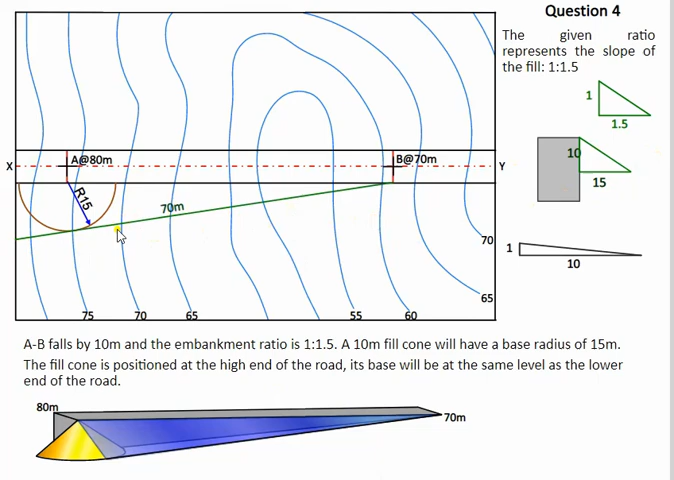 Question 4
The given ratio
represents the slope of
the fill: 1:1.5
1
1.5
10
15
1
10
X
A@80m
B@70m
Y
R15
70m
70
65
75
70
65
55
60
A-B falls by 10m and the embankment ratio is 1:1.5. A 10m fill cone will have a base radius of 15m.
The fill cone is positioned at the high end of the road, its base will be at the same level as the lower
end of the road.
80m
70m